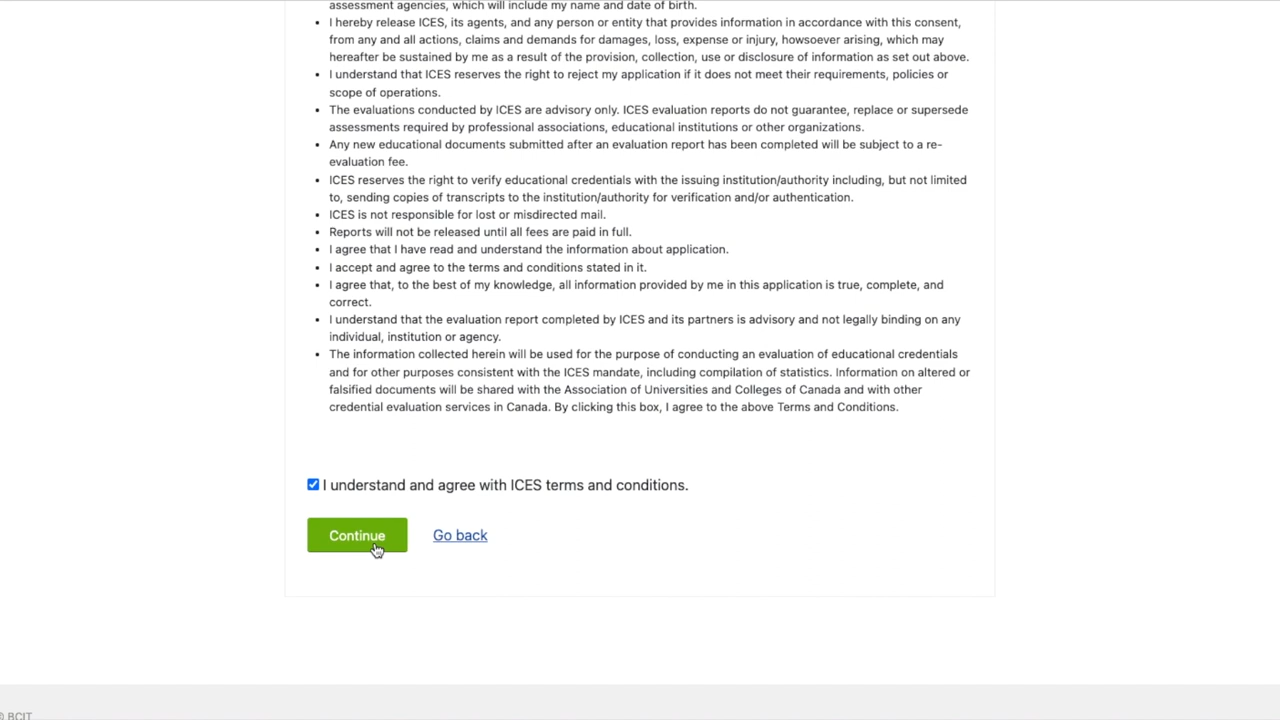 assessment agencies, which will include my name and date of birth.
• I hereby release ICES, its agents, and any person or entity that provides information in accordance with this consent,
from any and all actions, claims and demands for damages, loss, expense or injury, howsoever arising, which may
hereafter be sustained by me as a result of the provision, collection, use or disclosure of information as set out above.
• I understand that ICES reserves the right to reject my application if it does not meet their requirements, policies or
scope of operations.
• The evaluations conducted by ICES are advisory only. ICES evaluation reports do not guarantee, replace or supersede
assessments required by professional associations, educational institutions or other organizations.
• Any new educational documents submitted after an evaluation report has been completed will be subject to a re-
evaluation fee.
• ICES reserves the right to verify educational credentials with the issuing institution/authority including, but not limited
to, sending copies of transcripts to the institution/authority for verification and/or authentication.
• ICES is not responsible for lost or misdirected mail.
• Reports will not be released until all fees are paid in full.
• I agree that I have read and understand the information about application.
• I accept and agree to the terms and conditions stated in it.
• I agree that, to the best of my knowledge, all information provided by me in this application is true, complete, and
correct.
• I understand that the evaluation report completed by ICES and its partners is advisory and not legally binding on any
individual, institution or agency.
• The information collected herein will be used for the purpose of conducting an evaluation of educational credentials
and for other purposes consistent with the ICES mandate, including compilation of statistics. Information on altered or
falsified documents will be shared with the Association of Universities and Colleges of Canada and with other
credential evaluation services in Canada. By clicking this box, I agree to the above Terms and Conditions.
I understand and agree with ICES terms and conditions.
Continue Go back
© BCIT